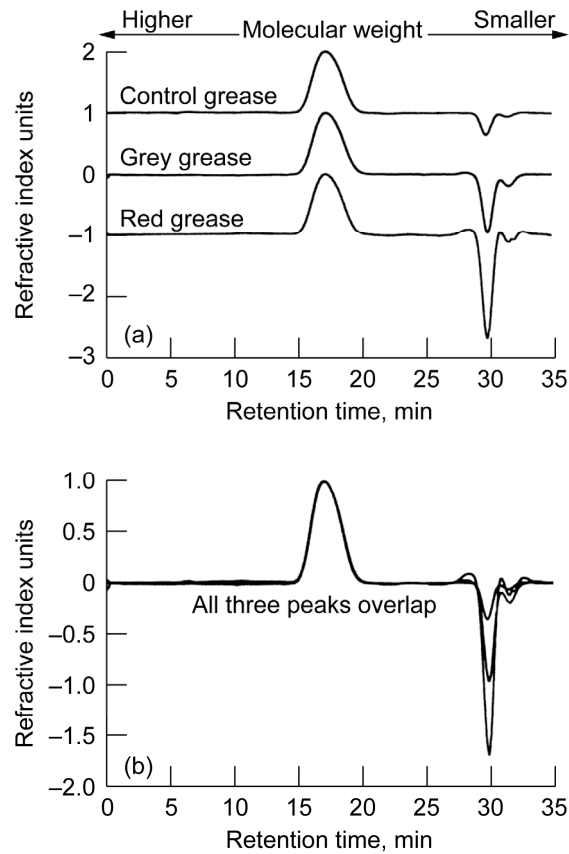 Higher Molecular weight Smaller
2
1
0
–1
–2
–3
Refractive index units
Control grease
Grey grease
Red grease
(a)
0 5 10 15 20 25 30 35
Retention time, min
1.0
0.5
0
–0.5
–1.0
–1.5
–2.0
Refractive index units
All three peaks overlap
(b)
0 5 10 15 20 25 30 35
Retention time, min